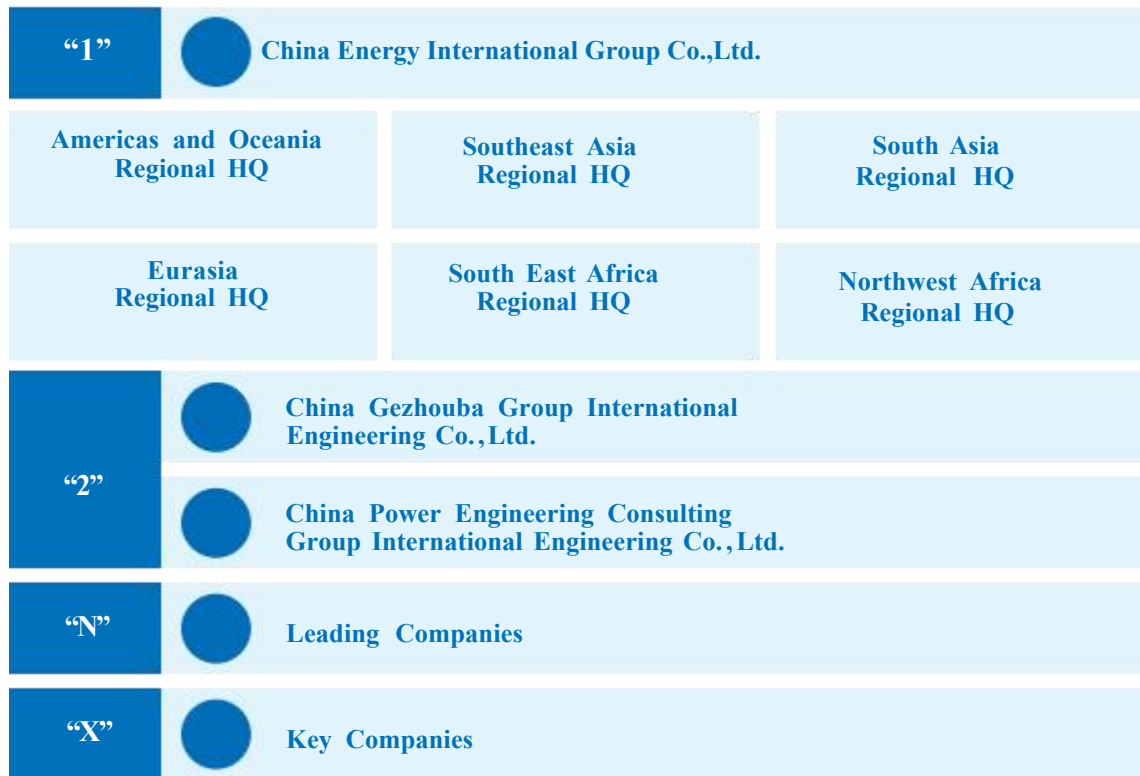 “1”
China Energy International Group Co.,Ltd.
Americas and Oceania
Regional HQ
Southeast Asia
Regional HQ
South Asia
Regional HQ
Eurasia
Regional HQ
South East Africa
Regional HQ
Northwest Africa
Regional HQ
“2”
China Gezhouba Group International
Engineering Co.,Ltd.
China Power Engineering Consulting
Group International Engineering Co.,Ltd.
“N”
Leading Companies
“X”
Key Companies